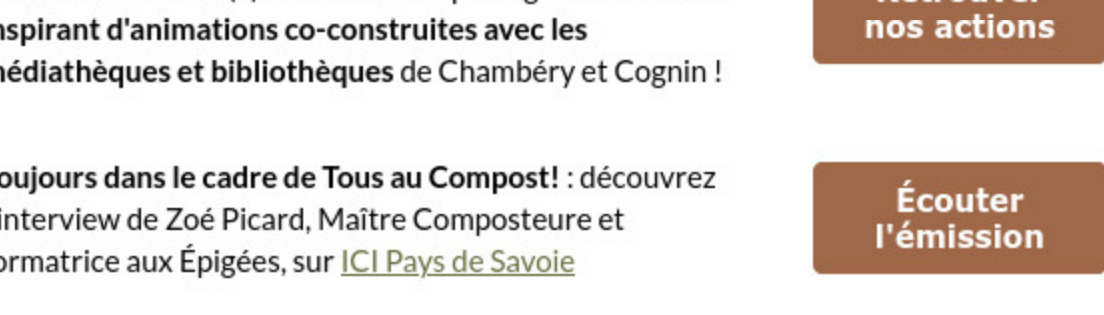 nspirant d'animations co-construites avec les
médiathèques et bibliothèques de Chambéry et Cognin !
nos actions
oujours dans le cadre de Tous au Compost! : découvrez
interview de Zoé Picard, Maître Composteure et
ormatrice aux Épigées, sur ICI Pays de Savoie
Écouter
l'émission